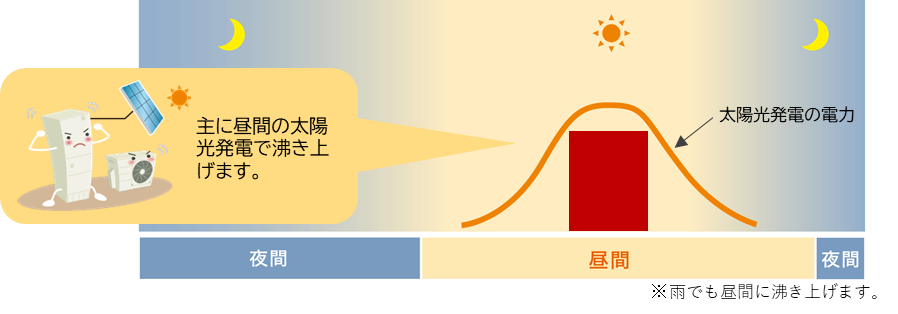 太陽光発電の電力
主に昼間の太陽
光発電で沸き上
げます。
夜間
昼間
夜間
※雨でも昼間に沸き上げます。